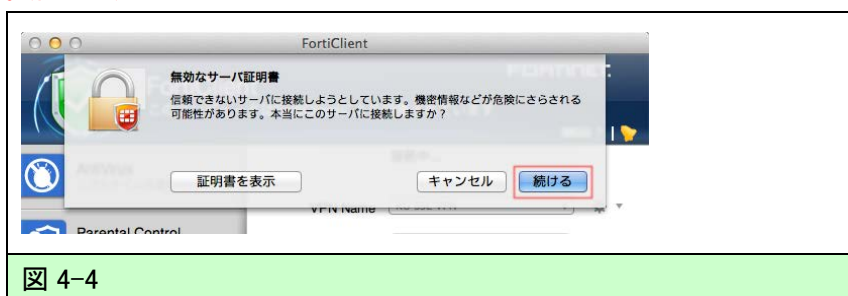 FortiClient
無効なサーバ証明書
信頼できないサーバに接続しようとしています。機密情報などが危険にさらされる
可能性があります。本当にこのサーバに接続しますか？
証明書を表示
キャンセル
続ける
VPN Name
Parental Control
図 4-4